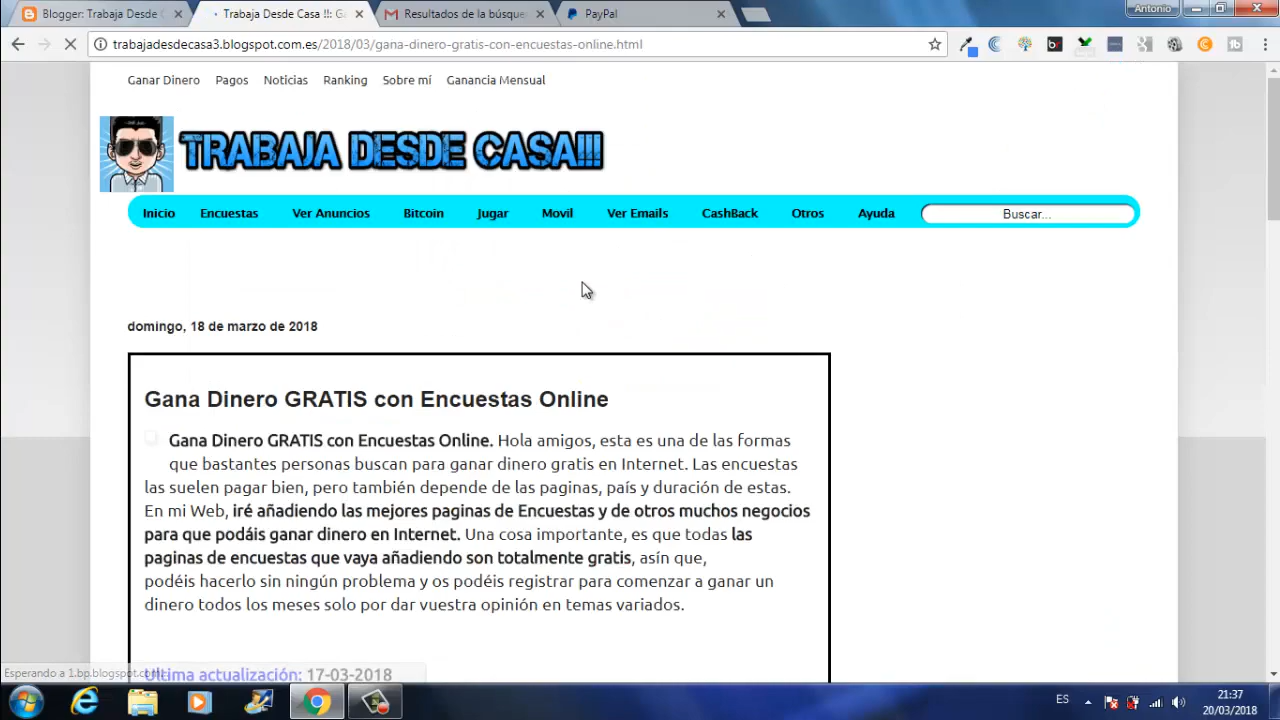 Blogger: Trabaja Desde C
Trabaja Desde Casa !!: Ga
Resultados de la búsque
PayPal
Antonio
trabajadesdecasa3.blogspot.com.es/2018/03/gana-dinero-gratis-con-encuestas-online.html
Ganar Dinero Pagos Noticias Ranking Sobre mí Ganancia Mensual
TRABAJA DESDE CASA!!!
Inicio Encuestas Ver Anuncios Bitcoin Jugar Movil Ver Emails CashBack Otros Ayuda Buscar...
domingo, 18 de marzo de 2018
Gana Dinero GRATIS con Encuestas Online
Gana Dinero GRATIS con Encuestas Online. Hola amigos, esta es una de las formas
que bastantes personas buscan para ganar dinero gratis en Internet. Las encuestas
las suelen pagar bien, pero también depende de las paginas, país y duración de estas.
En mi Web, iré añadiendo las mejores paginas de Encuestas y de otros muchos negocios
para que podáis ganar dinero en Internet. Una cosa importante, es que todas las
paginas de encuestas que vaya añadiendo son totalmente gratis, asín que,
podéis hacerlo sin ningún problema y os podéis registrar para comenzar a ganar un
dinero todos los meses solo por dar vuestra opinión en temas variados.
Esperando a 1.bp.blogspot.com...
Ultima actualización: 17-03-2018
ES
21:37
20/03/2018